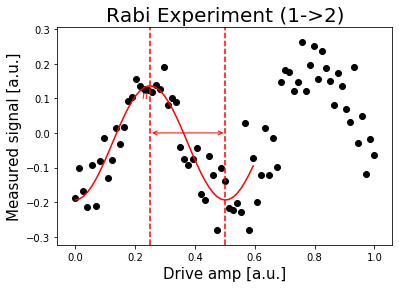 Rabi Experiment (1->2)
Measured signal [a.u.]
0.3
0.2
0.1
0.0
−0.1
−0.2
−0.3
0.0 0.2 0.4 0.6 0.8 1.0
Drive amp [a.u.]